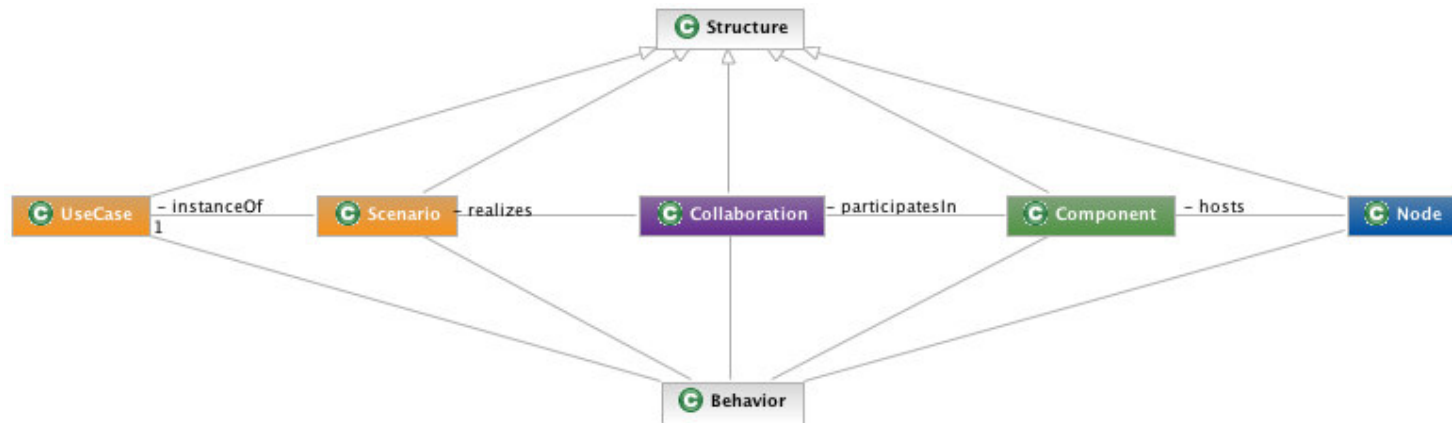 C Structure
C UseCase
- instanceOf
1
C Scenario
- realizes
C Collaboration
- participatesIn
C Component
- hosts
C Node
C Behavior